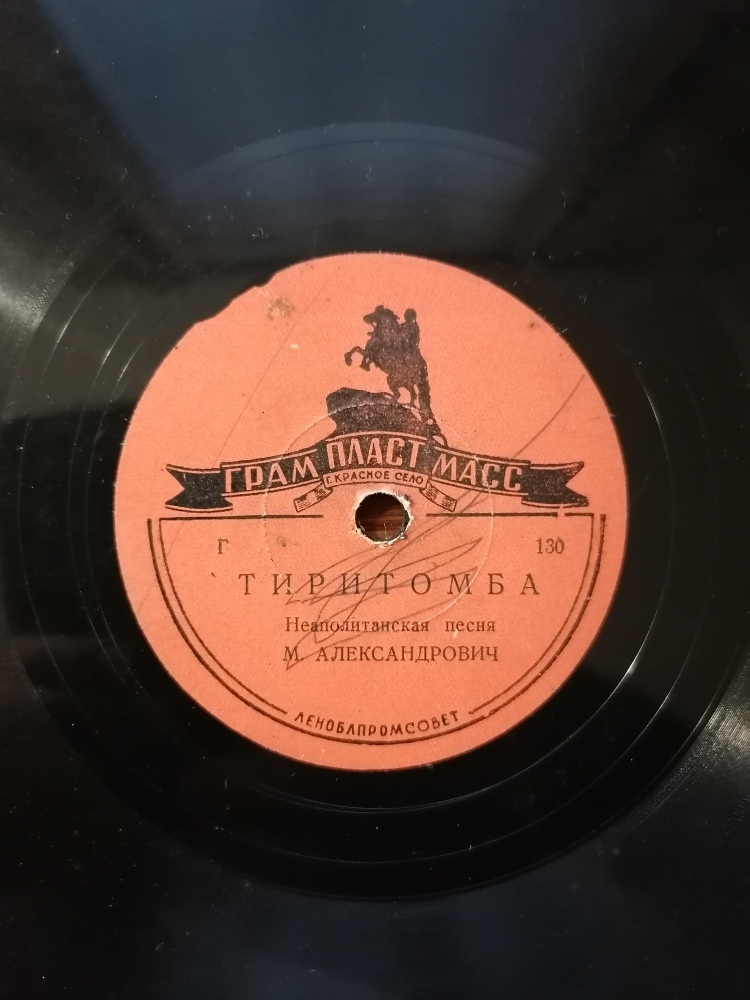 ГРАМ ПЛАСТ МАСС
Г. КРАСНОЕ СЕЛО
Г 130
ТИРИТОМБА
Неаполитанская песня
М. АЛЕКСАНДРОВИЧ
ЛЕНОБЛПРОМСОВЕТ